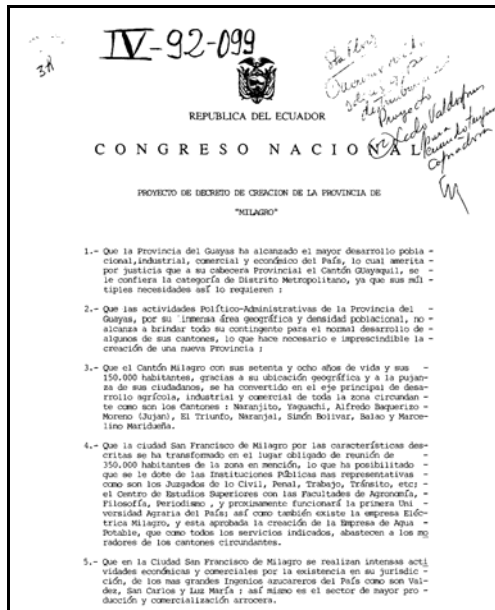 IV-92-099
REPUBLICA DEL ECUADOR
CONGRESO NACIONAL
PROYECTO DE DECRETO DE CREACION DE LA PROVINCIA DE
"MILAGRO"
1.- Que la Provincia del Guayas ha alcanzado el mayor desarrollo pobla -
cional, industrial, comercial y económico del País, lo cual amerita -
por justicia que a su cabecera Provincial el Cantón GUayaquil, se -
le confiera la categoría de Distrito Metropolitano, ya que sus múl -
tiples necesidades así lo requieren ;
2.- Que las actividades Político-Administrativas de la Provincia del -
Guayas, por su inmensa área geográfica y densidad poblacional, no -
alcanza a brindar todo su contingente para el normal desarrollo de -
algunos de sus cantones, lo que hace necesario e imprescindible la -
creación de una nueva Provincia ;
3.- Que el Cantón Milagro con sus setenta y ocho años de vida y sus -
150.000 habitantes, gracias a su ubicación geográfica y a la pujan-
za de sus ciudadanos, se ha convertido en el eje principal de desa-
rrollo agrícola, industrial y comercial de toda la zona circundan -
te como son los Cantones : Naranjito, Yaguachi, Alfredo Baquerizo -
Moreno (Jujan), El Triunfo, Naranjal, Simón Bolívar, Balao y Marce-
lino Maridueña.
4.- Que la ciudad San Francisco de Milagro por las características des-
critas se ha transformado en el lugar obligado de reunión de -
350.000 habitantes de la zona en mención, lo que ha posibilitado -
que se le dote de las Instituciones Públicas mas representativas -
como son los Juzgados de lo Civil, Penal, Trabajo, Tránsito, etc; -
el Centro de Estudios Superiores con las Facultades de Agronomía, -
Filosofía, Periodismo , y proximamente funcionará la primera Uni -
versidad Agraria del País; así como también existe la empresa Eléc-
trica Milagro, y esta aprobada la creación de la Empresa de Agua -
Potable, que como todos los servicios indicados, abastecen a los mo
radores de los cantones circundantes.
5.- Que en la Ciudad San Francisco de Milagro se realizan intensas acti
vidades económicas y comerciales por la existencia en su jurisdic -
ción, de los mas grandes Ingenios azucareros del País como son Val-
dez, San Carlos y Luz María ; así mismo es el sector de mayor pro -
ducción y comercialización arrocera.